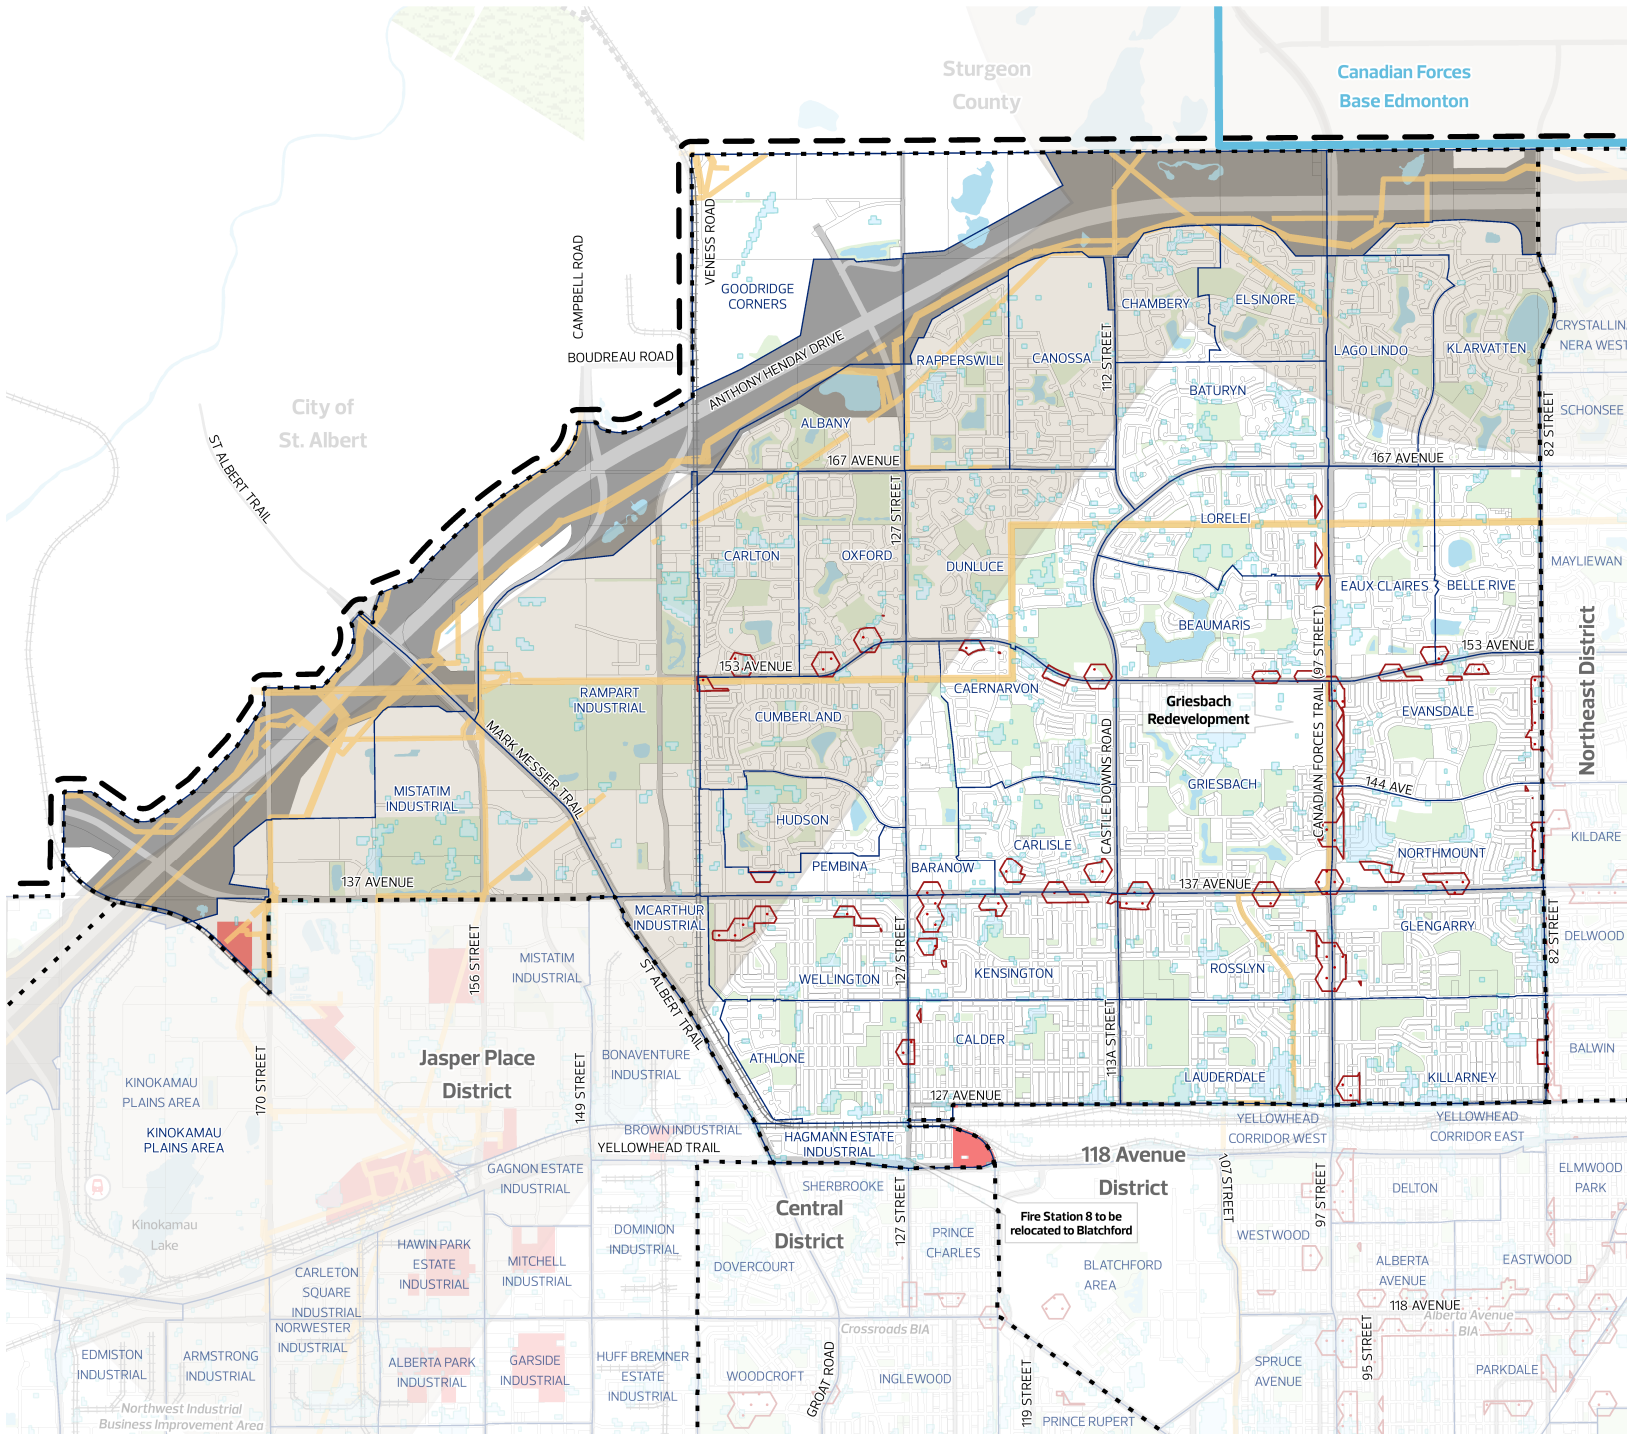 Sturgeon
County
Canadian Forces
Base Edmonton
VENESS ROAD
CAMPBELL ROAD
GOODRIDGE
CORNERS
CHAMBERY
ELSINORE
BOUDREAU ROAD
ANTHONY HENDAY DRIVE
RAPPERSWILL
CANOSSA
112 STREET
LAGO LINDO
KLARVATTEN
NERA WEST
BATURYN
City of
St. Albert
ST ALBERT TRAIL
ALBANY
82 STREET
SCHONSEE
167 AVENUE
167 AVENUE
127 STREET
LORELEI
CARLTON
OXFORD
DUNLUCE
EAUX CLAIRES
BELLE RIVE
MAYLIEWAN
BEAUMARIS
153 AVENUE
153 AVENUE
CANADIAN FORCES TRAIL (97 STREET)
Northeast District
RAMPART
INDUSTRIAL
CAERNARVON
Griesbach
Redevelopment
CUMBERLAND
EVANSDALE
MARK MESSIER TRAIL
CASTLE DOWNS ROAD
GRIESBACH
144 AVE
MISTATIM
INDUSTRIAL
HUDSON
PEMBINA
BARANOW
CARLISLE
NORTHMOUNT
KILDARE
137 AVENUE
137 AVENUE
MCARTHUR
INDUSTRIAL
GLENGARRY
82 STREET
DELWOOD
156 STREET
MISTATIM
INDUSTRIAL
ST ALBERT TRAIL
WELLINGTON
127 STREET
KENSINGTON
ROSSLYN
113A STREET
Jasper Place
District
170 STREET
149 STREET
BONAVENTURE
INDUSTRIAL
ATHLONE
CALDER
LAUDERDALE
KILLARNEY
BALWIN
KINOKAMAU
PLAINS AREA
KINOKAMAU
PLAINS AREA
127 AVENUE
BROWN INDUSTRIAL
YELLOWHEAD TRAIL
HAGMANN ESTATE
INDUSTRIAL
YELLOWHEAD
CORRIDOR WEST
YELLOWHEAD
CORRIDOR EAST
118 Avenue
District
GAGNON ESTATE
INDUSTRIAL
SHERBROOKE
Central
District
127 STREET
107 STREET
97 STREET
DELTON
ELMWOOD
PARK
Fire Station 8 to be
relocated to Blatchford
Kinokamau
Lake
DOMINION
INDUSTRIAL
PRINCE
CHARLES
WESTWOOD
HAWIN PARK
ESTATE
INDUSTRIAL
MITCHELL
INDUSTRIAL
DOVERCOURT
BLATCHFORD
AREA
ALBERTA
AVENUE
EASTWOOD
CARLETON
SQUARE
INDUSTRIAL
118 AVENUE
Alberta Avenue
BIA
NORWESTER
INDUSTRIAL
Crossroads BIA
EDMISTON
INDUSTRIAL
ARMSTRONG
INDUSTRIAL
ALBERTA PARK
INDUSTRIAL
GARSIDE
INDUSTRIAL
HUFF BREMNER
ESTATE
INDUSTRIAL
WOODCROFT
GROAT ROAD
INGLEWOOD
119 STREET
SPRUCE
AVENUE
95 STREET
PARKDALE
Northwest Industrial
Business Improvement Area
PRINCE RUPERT